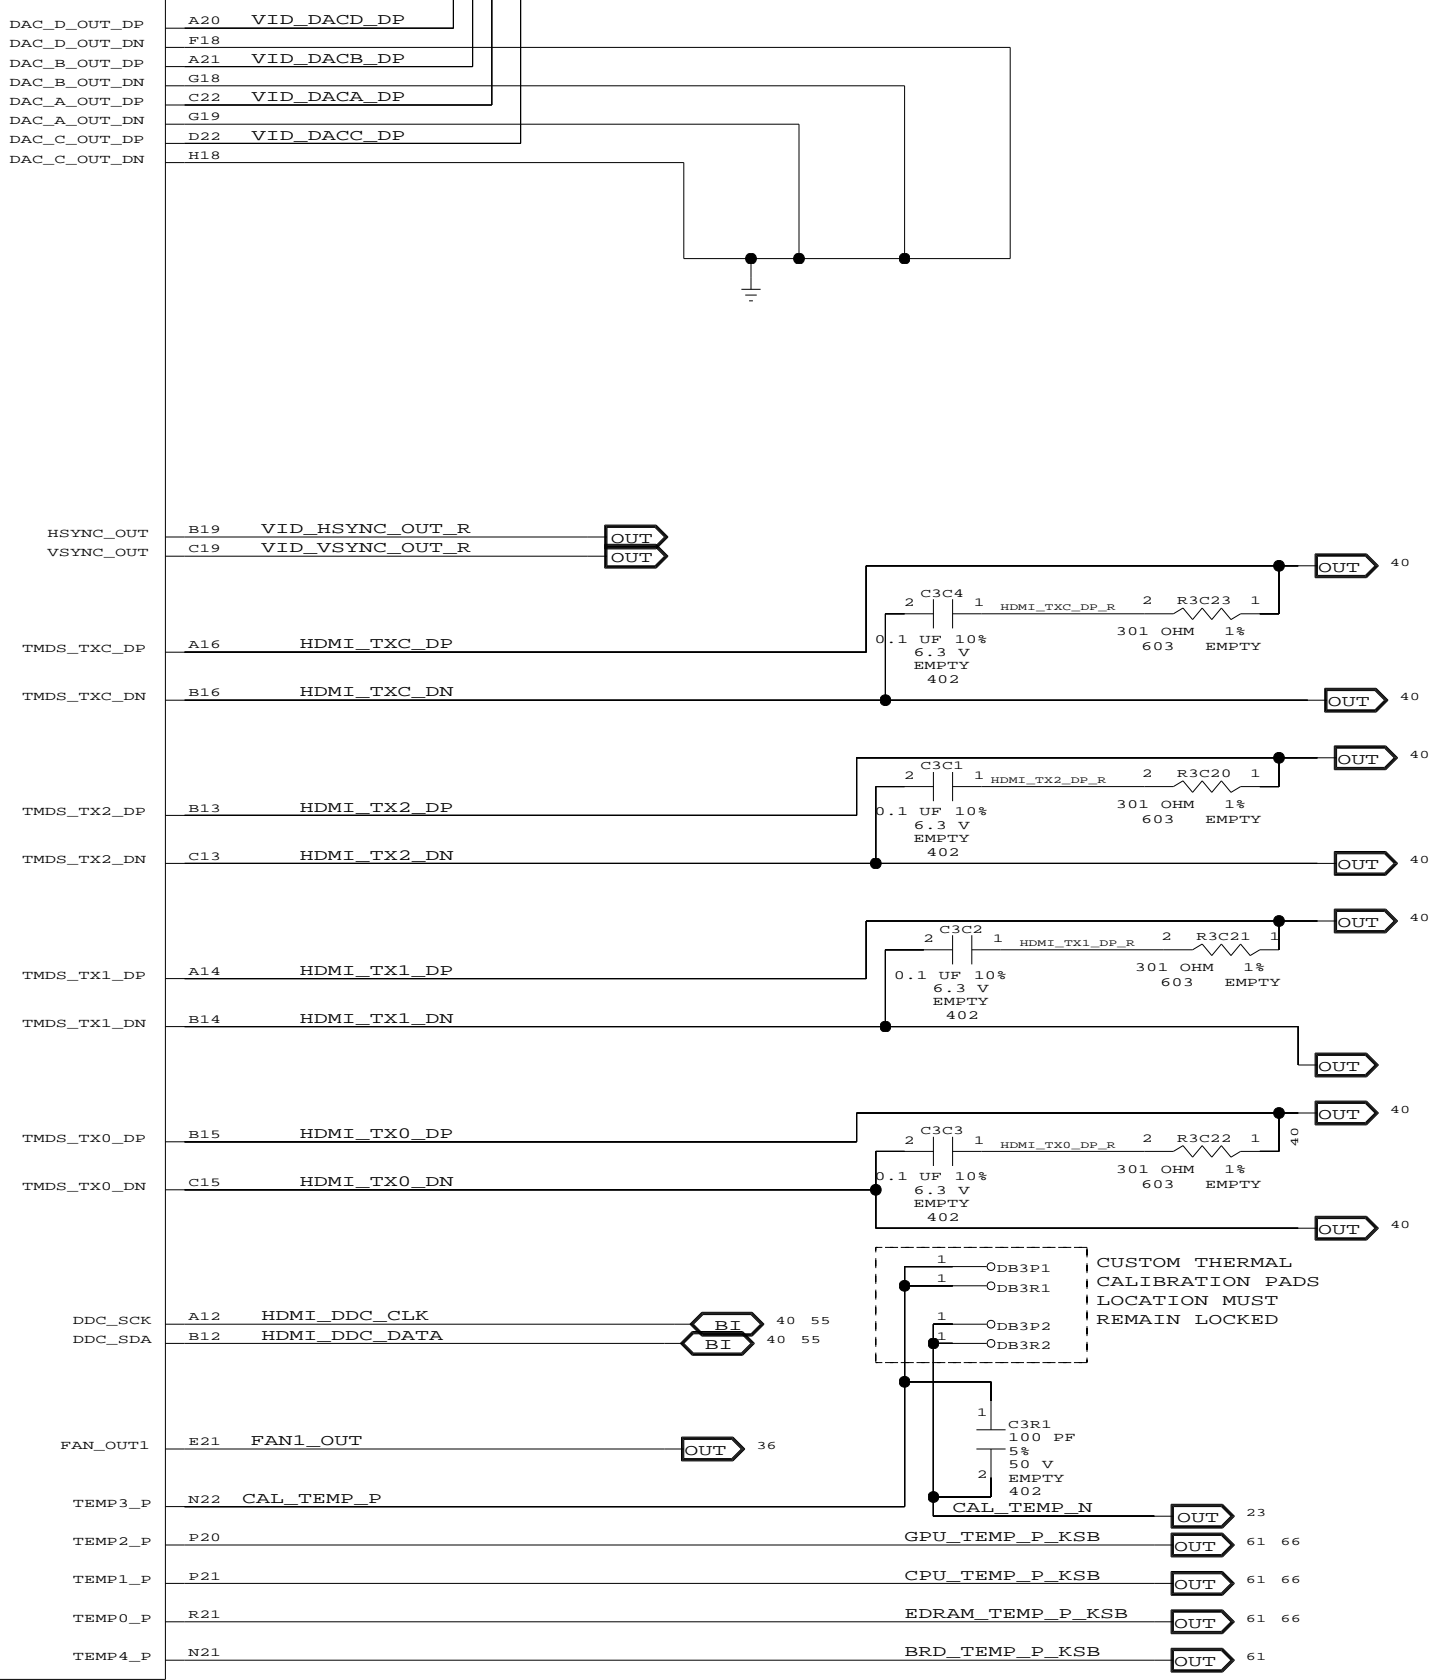 DAC_D_OUT_DP A20 VID_DACD_DP
DAC_D_OUT_DN F18
DAC_B_OUT_DP A21 VID_DACB_DP
DAC_B_OUT_DN G18
DAC_A_OUT_DP C22 VID_DACA_DP
DAC_A_OUT_DN G19
DAC_C_OUT_DP D22 VID_DACC_DP
DAC_C_OUT_DN H18
HSYNC_OUT B19 VID_HSYNC_OUT_R OUT
VSYNC_OUT C19 VID_VSYNC_OUT_R OUT
OUT 40
2 C3C4 1 HDMI_TXC_DP_R 2 R3C23 1
TMDS_TXC_DP A16 HDMI_TXC_DP
0.1 UF 10% 301 OHM 1%
6.3 V 603 EMPTY
EMPTY
402
TMDS_TXC_DN B16 HDMI_TXC_DN OUT 40
OUT 40
2 C3C1 1 HDMI_TX2_DP_R 2 R3C20 1
TMDS_TX2_DP B13 HDMI_TX2_DP
0.1 UF 10% 301 OHM 1%
6.3 V 603 EMPTY
EMPTY
402
TMDS_TX2_DN C13 HDMI_TX2_DN OUT 40
OUT 40
2 C3C2 1 HDMI_TX1_DP_R 2 R3C21 1
TMDS_TX1_DP A14 HDMI_TX1_DP
0.1 UF 10% 301 OHM 1%
6.3 V 603 EMPTY
EMPTY
402
TMDS_TX1_DN B14 HDMI_TX1_DN
OUT
OUT 40
40
TMDS_TX0_DP B15 HDMI_TX0_DP
2 C3C3 1 HDMI_TX0_DP_R 2 R3C22 1
0.1 UF 10% 301 OHM 1%
6.3 V 603 EMPTY
EMPTY
402
TMDS_TX0_DN C15 HDMI_TX0_DN
OUT 40
1 DB3P1
1 DB3R1
1 DB3P2
1 DB3R2
CUSTOM THERMAL
CALIBRATION PADS
LOCATION MUST
REMAIN LOCKED
DDC_SCK A12 HDMI_DDC_CLK BI 40 55
DDC_SDA B12 HDMI_DDC_DATA BI 40 55
1
C3R1
100 PF
5%
50 V
2
EMPTY
402
FAN_OUT1 E21 FAN1_OUT OUT 36
TEMP3_P N22 CAL_TEMP_P
CAL_TEMP_N OUT 23
TEMP2_P P20 GPU_TEMP_P_KSB OUT 61 66
TEMP1_P P21 CPU_TEMP_P_KSB OUT 61 66
TEMP0_P R21 EDRAM_TEMP_P_KSB OUT 61 66
TEMP4_P N21 BRD_TEMP_P_KSB OUT 61